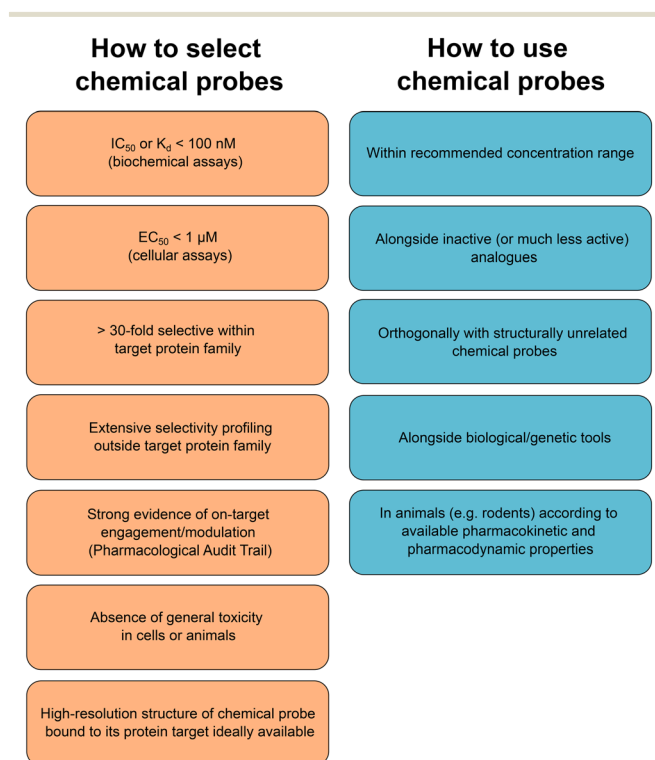 How to select
chemical probes
IC₅₀ or K_d < 100 nM
(biochemical assays)
EC₅₀ < 1 µM
(cellular assays)
> 30-fold selective within
target protein family
Extensive selectivity profiling
outside target protein family
Strong evidence of on-target
engagement/modulation
(Pharmacological Audit Trail)
Absence of general toxicity
in cells or animals
High-resolution structure of chemical probe
bound to its protein target ideally available
How to use
chemical probes
Within recommended concentration range
Alongside inactive (or much less active)
analogues
Orthogonally with structurally unrelated
chemical probes
Alongside biological/genetic tools
In animals (e.g. rodents) according to
available pharmacokinetic and
pharmacodynamic properties